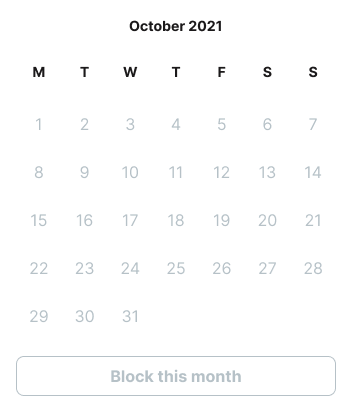 October 2021
M T W T F S S
1 2 3 4 5 6 7
8 9 10 11 12 13 14
15 16 17 18 19 20 21
22 23 24 25 26 27 28
29 30 31
Block this month